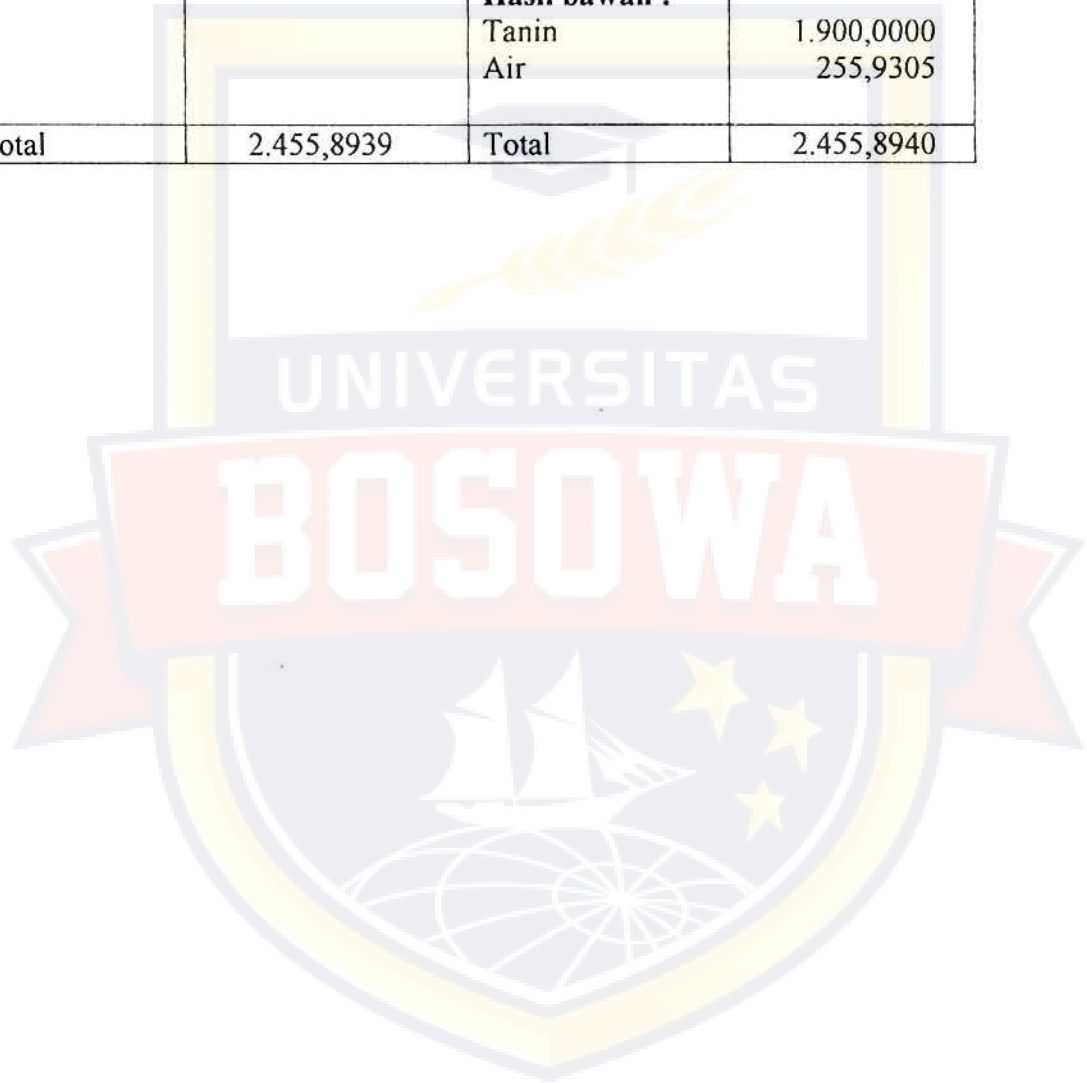 Hasil bawah :
Tanin 1.900,0000
Air 255,9305
otal 2.455,8939 Total 2.455,8940
UNIVERSITAS
BOSOWA